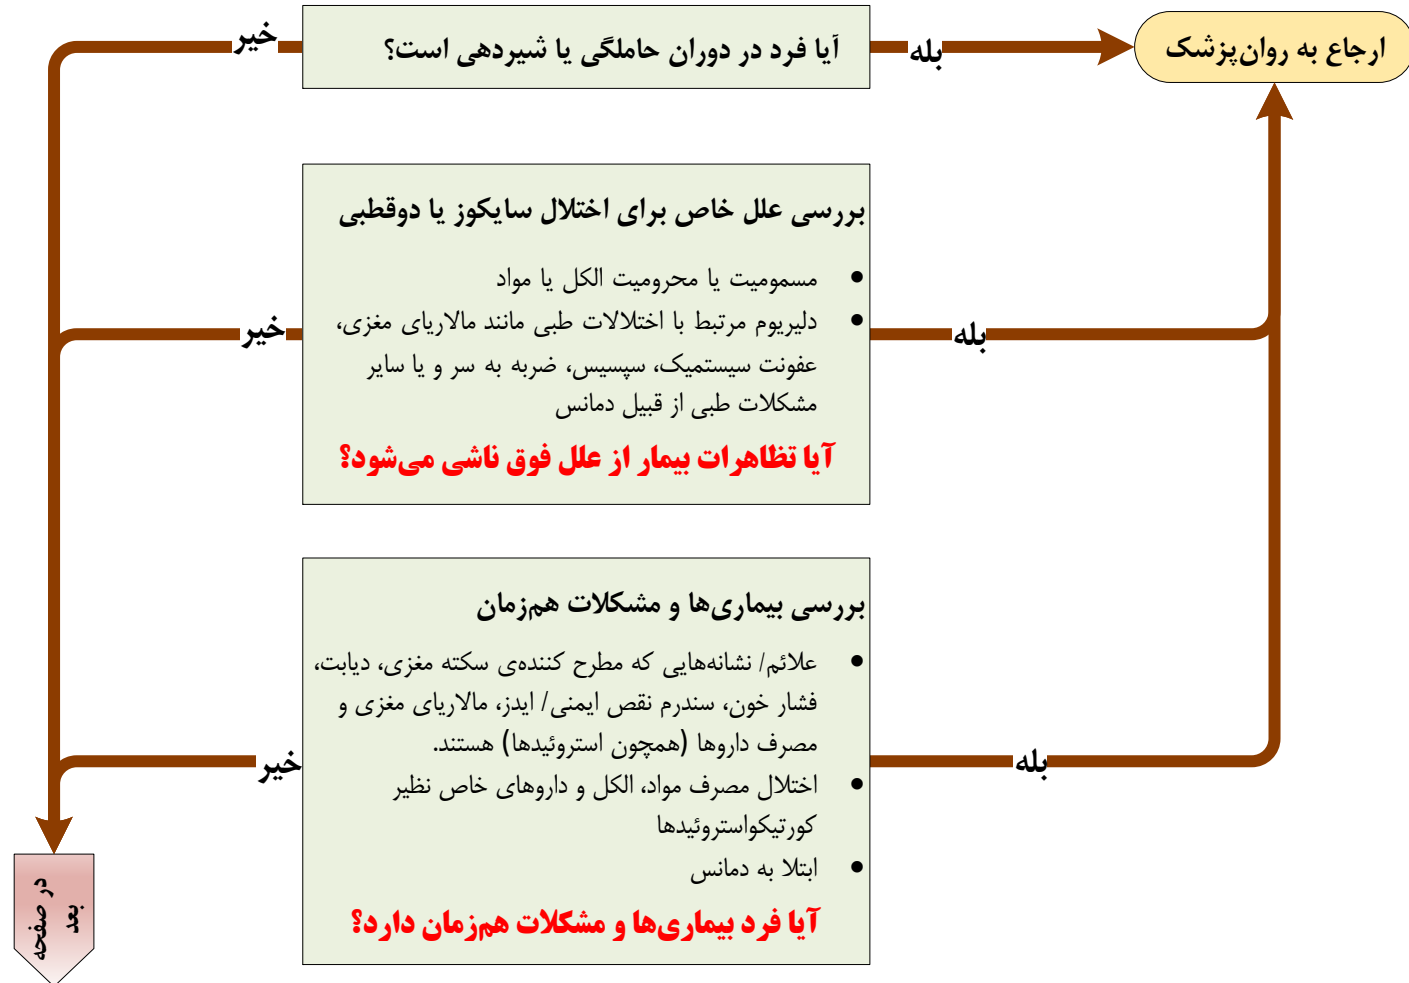 ارجاع به روان‌پزشک
بله
آیا فرد در دوران حاملگی یا شیردهی است؟
خیر
بررسی علل خاص برای اختلال سایکوز یا دوقطبی
• مسمومیت یا محرومیت الکل یا مواد
• دلیریوم مرتبط با اختلالات طبی مانند مالاریای مغزی،
عفونت سیستمیک، سپسیس، ضربه به سر و یا سایر
مشکلات طبی از قبیل دمانس
آیا تظاهرات بیمار از علل فوق ناشی می‌شود؟
بله
خیر
بررسی بیماری‌ها و مشکلات هم‌زمان
• علائم/ نشانه‌هایی که مطرح کننده‌ی سکته مغزی، دیابت،
فشار خون، سندرم نقص ایمنی/ ایدز، مالاریای مغزی و
مصرف داروها (همچون استروئیدها) هستند.
• اختلال مصرف مواد، الکل و داروهای خاص نظیر
کورتیکواستروئیدها
• ابتلا به دمانس
آیا فرد بیماری‌ها و مشکلات هم‌زمان دارد؟
بله
خیر
در صفحه
بعد